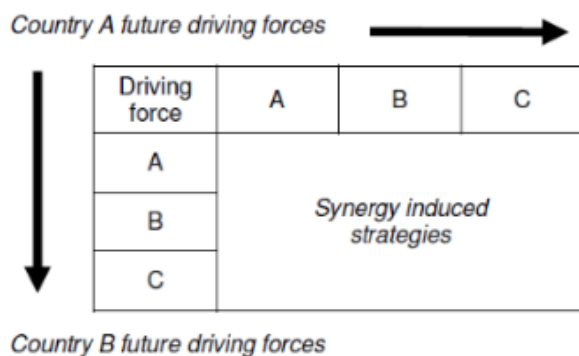 Country A future driving forces
Driving
force
A
B
C
A
B
C
Synergy induced
strategies
Country B future driving forces